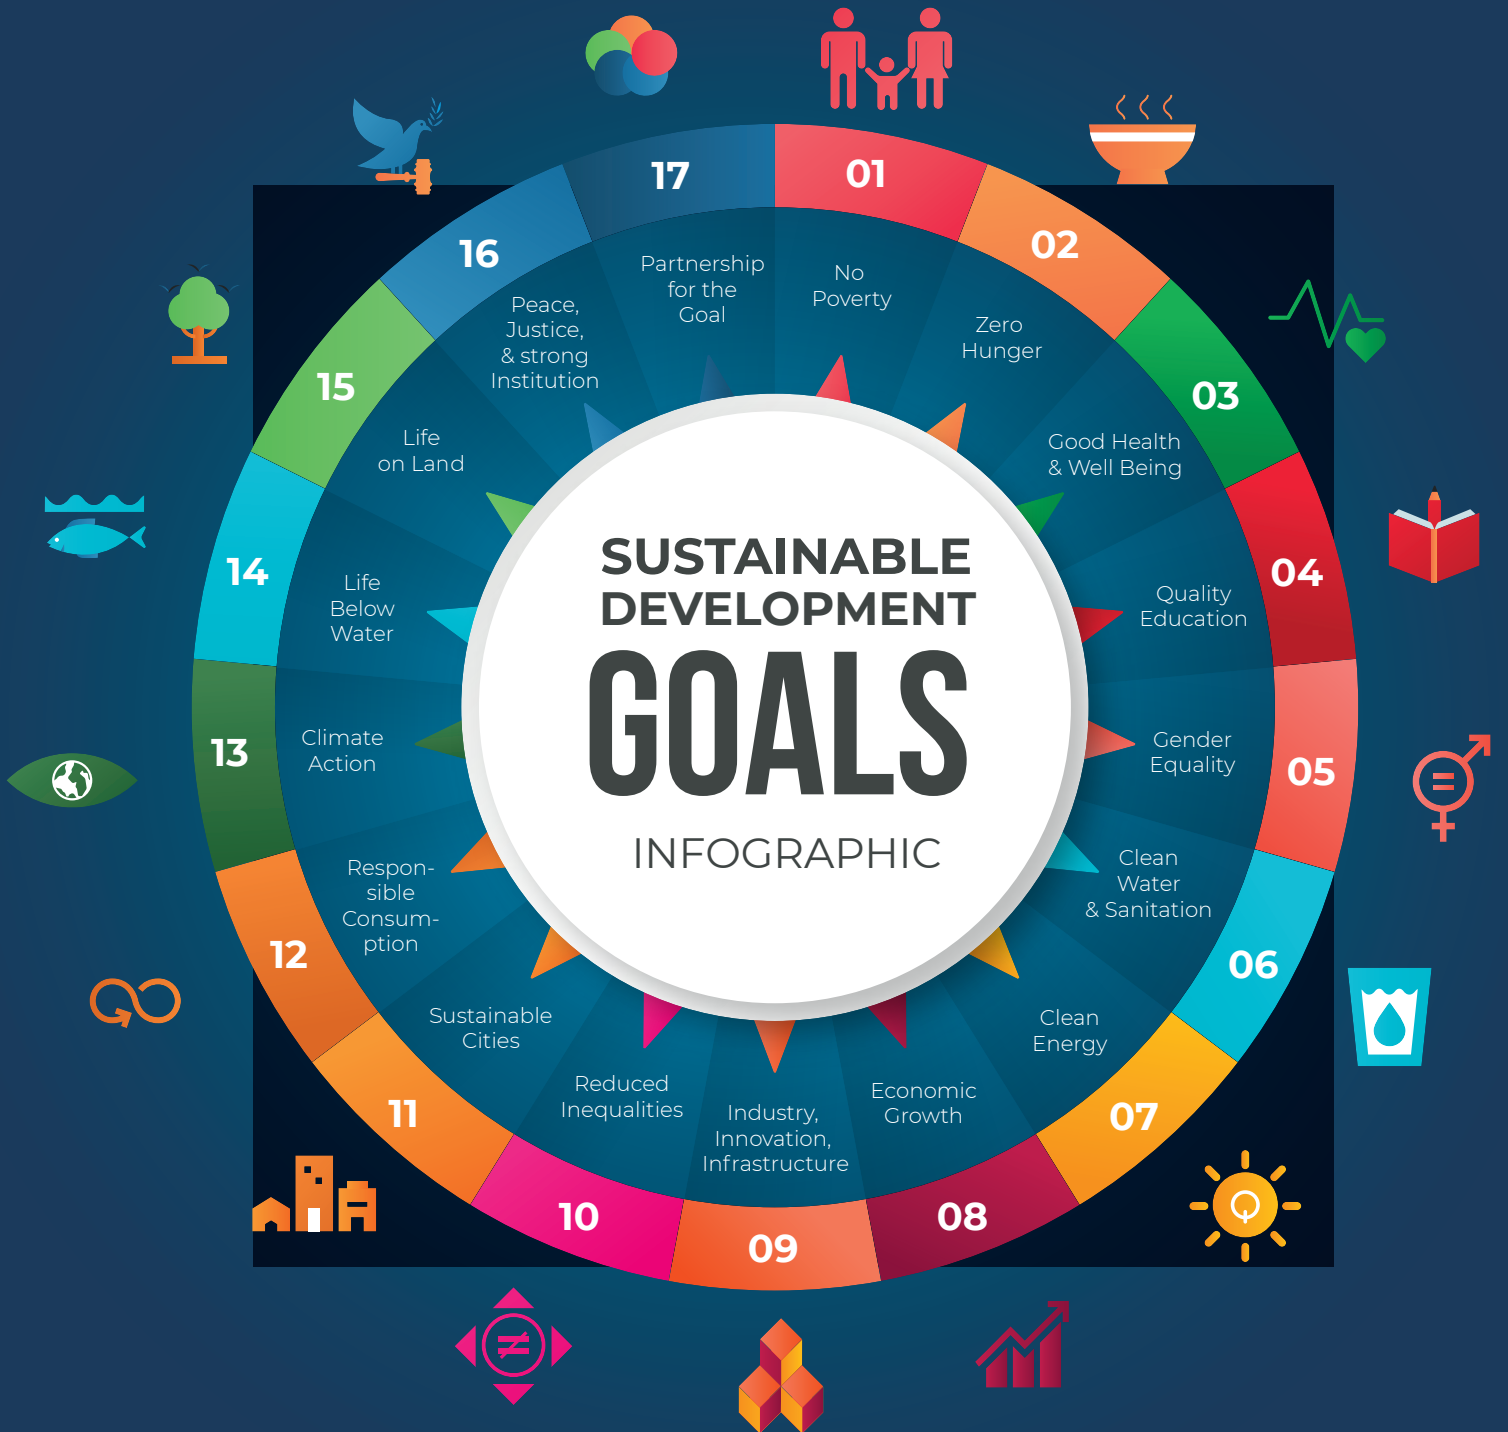 SUSTAINABLE
DEVELOPMENT
GOALS
INFOGRAPHIC
01
No
Poverty
02
Zero
Hunger
03
Good Health
& Well Being
04
Quality
Education
05
Gender
Equality
06
Clean
Water
& Sanitation
07
Clean
Energy
08
Economic
Growth
09
Industry,
Innovation,
Infrastructure
10
Reduced
Inequalities
11
Sustainable
Cities
12
Respon-
sible
Consum-
ption
13
Climate
Action
14
Life
Below
Water
15
Life
on Land
16
Peace,
Justice,
& strong
Institution
17
Partnership
for the
Goal